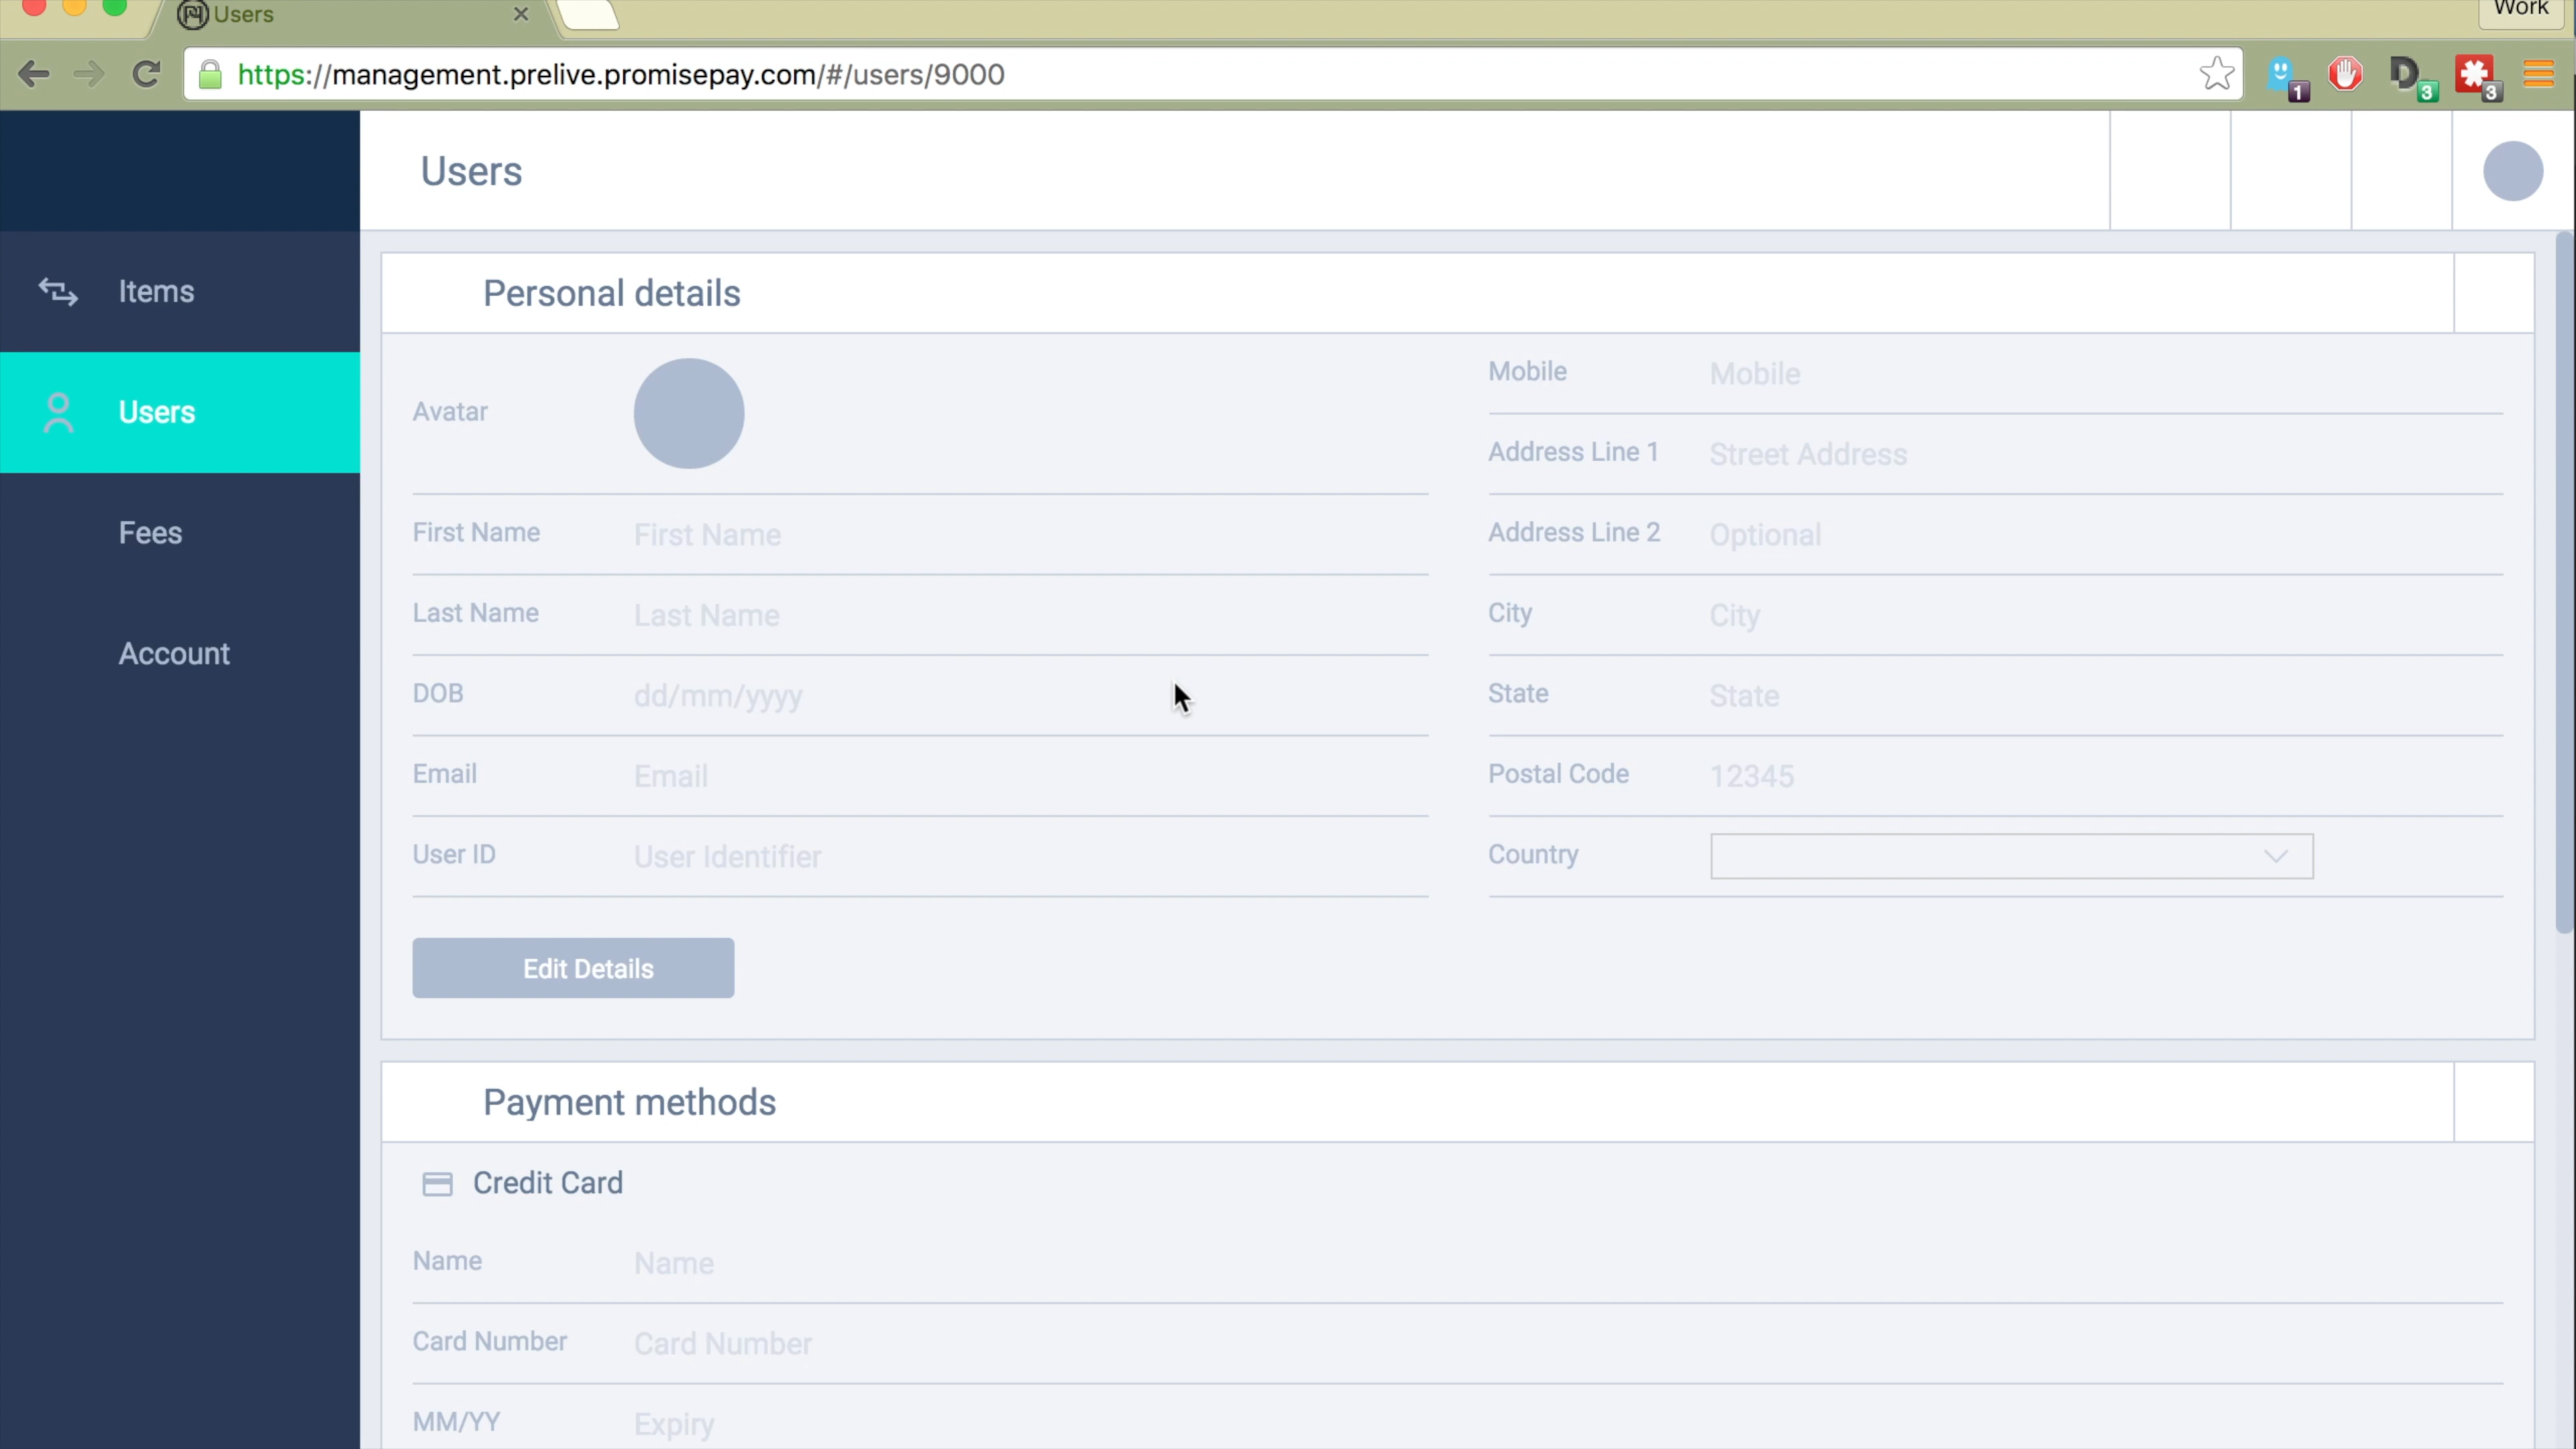 Users
Work
https://management.prelive.promisepay.com/#/users/9000
1
3
3
Users
Items
Users
Fees
Account
Personal details
Avatar
First Name First Name
Last Name Last Name
DOB dd/mm/yyyy
Email Email
User ID User Identifier
Mobile Mobile
Address Line 1 Street Address
Address Line 2 Optional
City City
State State
Postal Code 12345
Country
Edit Details
Payment methods
Credit Card
Name Name
Card Number Card Number
MM/YY Expiry